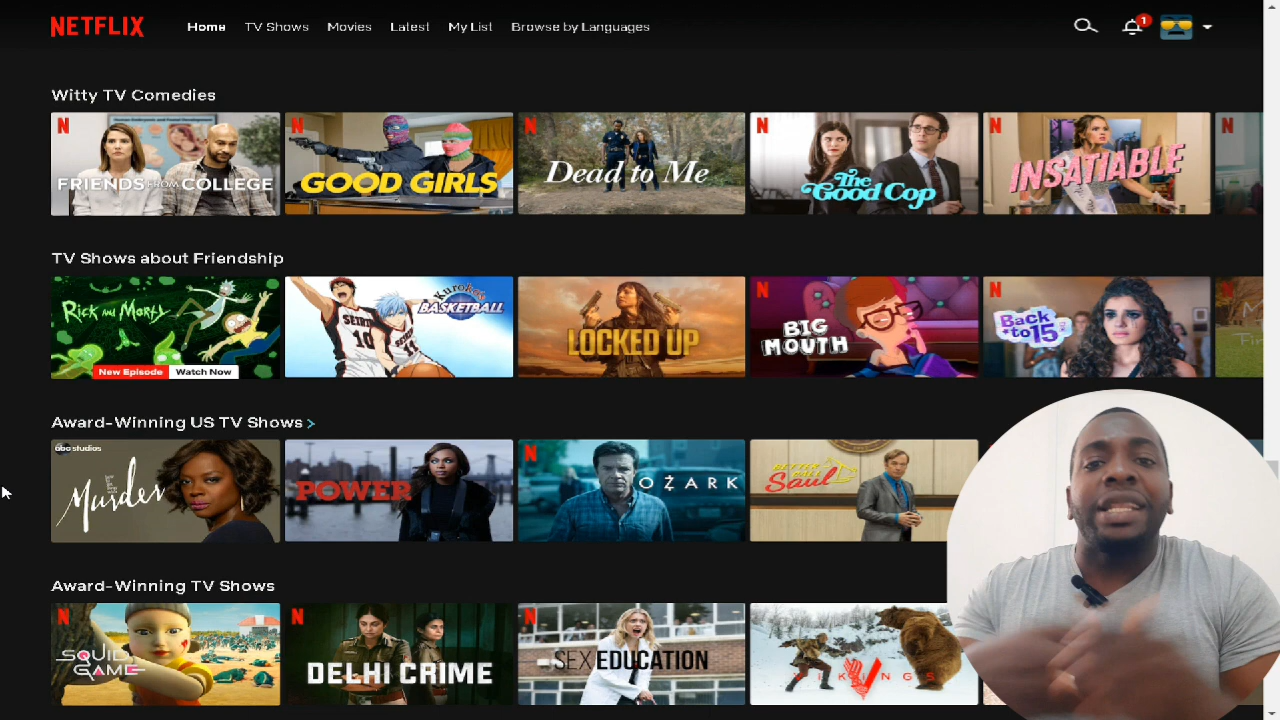 NETFLIX Home TV Shows Movies Latest My List Browse by Languages 1
Witty TV Comedies
N FRIENDS FROM COLLEGE
N GOOD GIRLS
N Dead to Me
N The Good Cop
N INSATIABLE
N
TV Shows about Friendship
Rick and Morty
New Episode Watch Now
Kuroko's BASKETBALL
SEIRIN
10
LOCKED UP
N BIG MOUTH
N Back to 15
Award-Winning US TV Shows >
abc studios
Murder
POWER
N OZARK
BETTER CALL Saul
Award-Winning TV Shows
N SQUID GAME
N DELHI CRIME
N SEX EDUCATION
VIKINGS